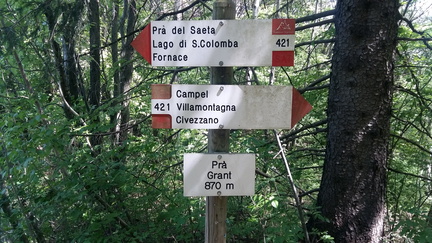 Prà del Saeta
Lago di S.Colomba
Fornace
421
421
Campel
Villamontagna
Civezzano
Prà
Grant
870 m